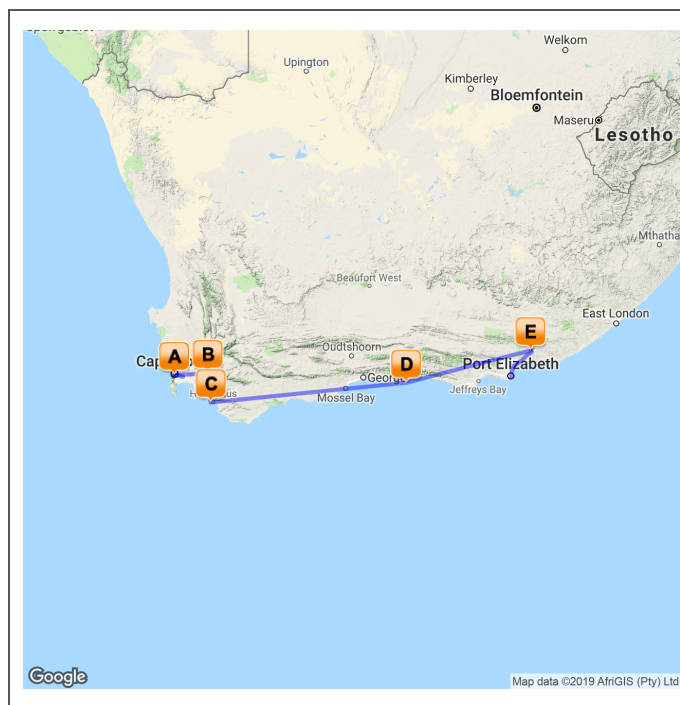 Welkom
Upington
Kimberley
Bloemfontein
Maseru
Lesotho
Mthatha
Beaufort West
East London
E
Oudtshoorn
A
B
D
Port Elizabeth
C
George
Jeffreys Bay
Mossel Bay
Google
Map data ©2019 AfriGIS (Pty) Ltd